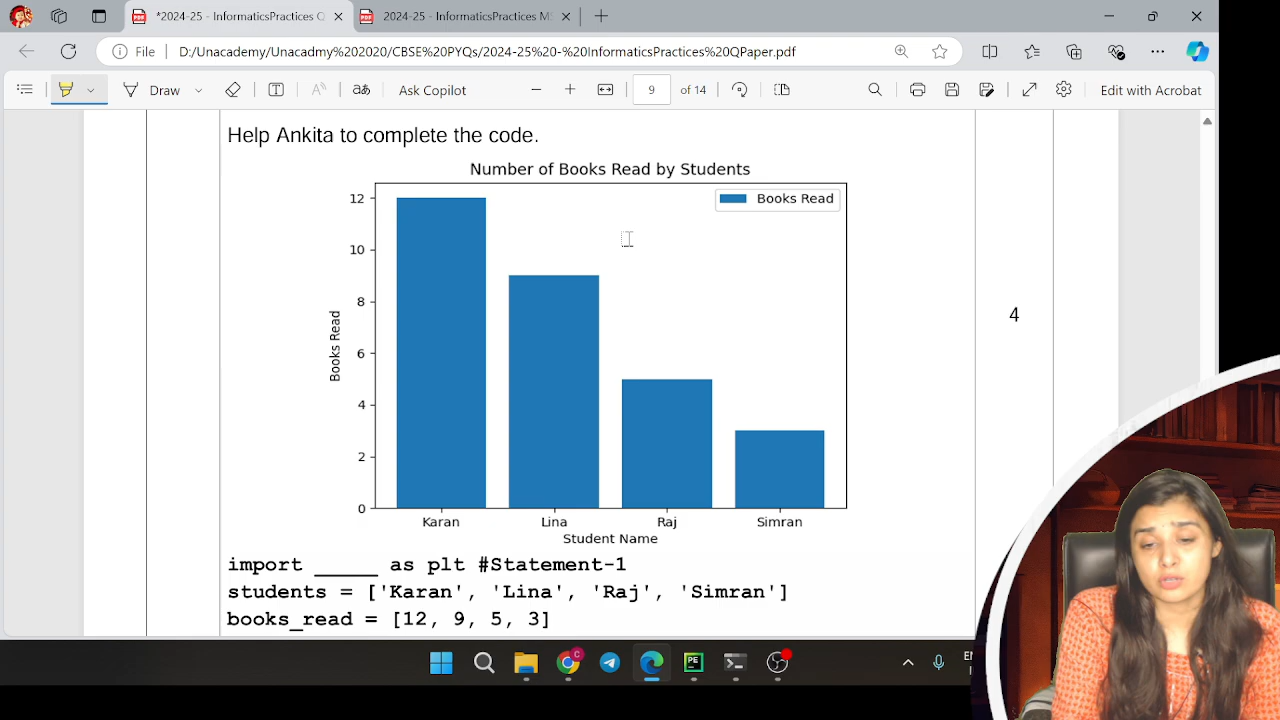 *2024-25 - InformaticsPractices Q
2024-25 - InformaticsPractices MS
File
D:/Unacademy/Unacadmy%202020/CBSE%20PYQs/2024-25%20-%20InformaticsPractices%20QPaper.pdf
Draw
Ask Copilot
9 of 14
Edit with Acrobat
Help Ankita to complete the code.
Number of Books Read by Students
Books Read
12
10
8
6
4
2
0
Books Read
Karan Lina Raj Simran
Student Name
4
import _____ as plt #Statement-1
students = ['Karan', 'Lina', 'Raj', 'Simran']
books_read = [12, 9, 5, 3]